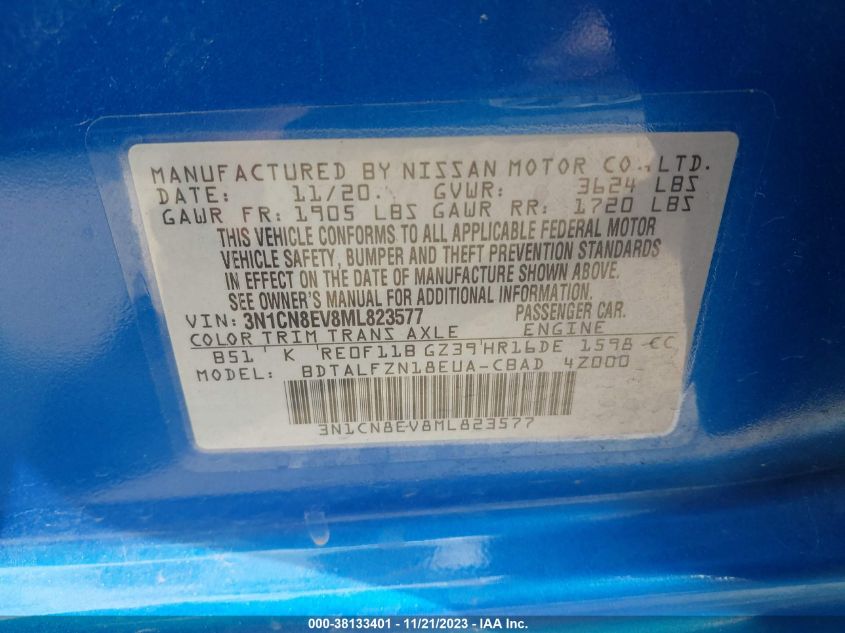 MANUFACTURED BY NISSAN MOTOR CO., LTD.
DATE: 11/20. GVWR: 3624 LBS
GAWR FR: 1905 LBS GAWR RR: 1720 LBS
THIS VEHICLE CONFORMS TO ALL APPLICABLE FEDERAL MOTOR
VEHICLE SAFETY, BUMPER AND THEFT PREVENTION STANDARDS
IN EFFECT ON THE DATE OF MANUFACTURE SHOWN ABOVE.
SEE OWNER'S MANUAL FOR ADDITIONAL INFORMATION.
VIN: 3N1CN8EV8ML823577 PASSENGER CAR.
COLOR TRIM TRANS AXLE ENGINE
B51 K RE0F11B GZ39 HR16DE 1598 CC
MODEL: BDTALFZN18EUA-CBAD 4Z000
3N1CN8EV8ML823577
000-38133401 - 11/21/2023 - IAA Inc.